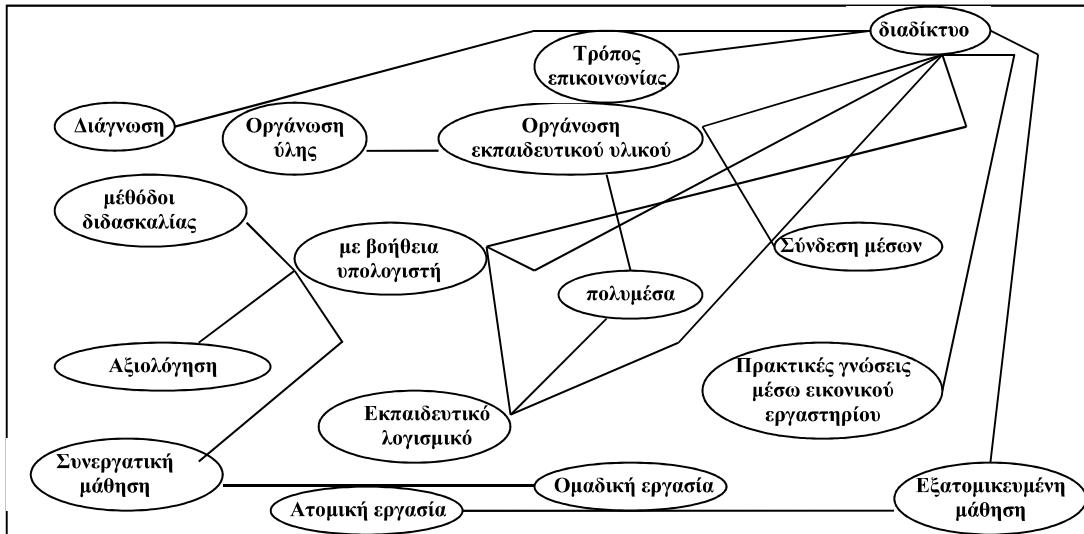 διαδίκτυο
Τρόπος
επικοινωνίας
Διάγνωση
Οργάνωση
ύλης
Οργάνωση
εκπαιδευτικού υλικού
μέθόδοι
διδασκαλίας
με βοήθεια
υπολογιστή
Σύνδεση μέσων
πολυμέσα
Αξιολόγηση
Πρακτικές γνώσεις
μέσω εικονικού
εργαστηρίου
Εκπαιδευτικό
λογισμικό
Συνεργατική
μάθηση
Ομαδική εργασία
Ατομική εργασία
Εξατομικευμένη
μάθηση